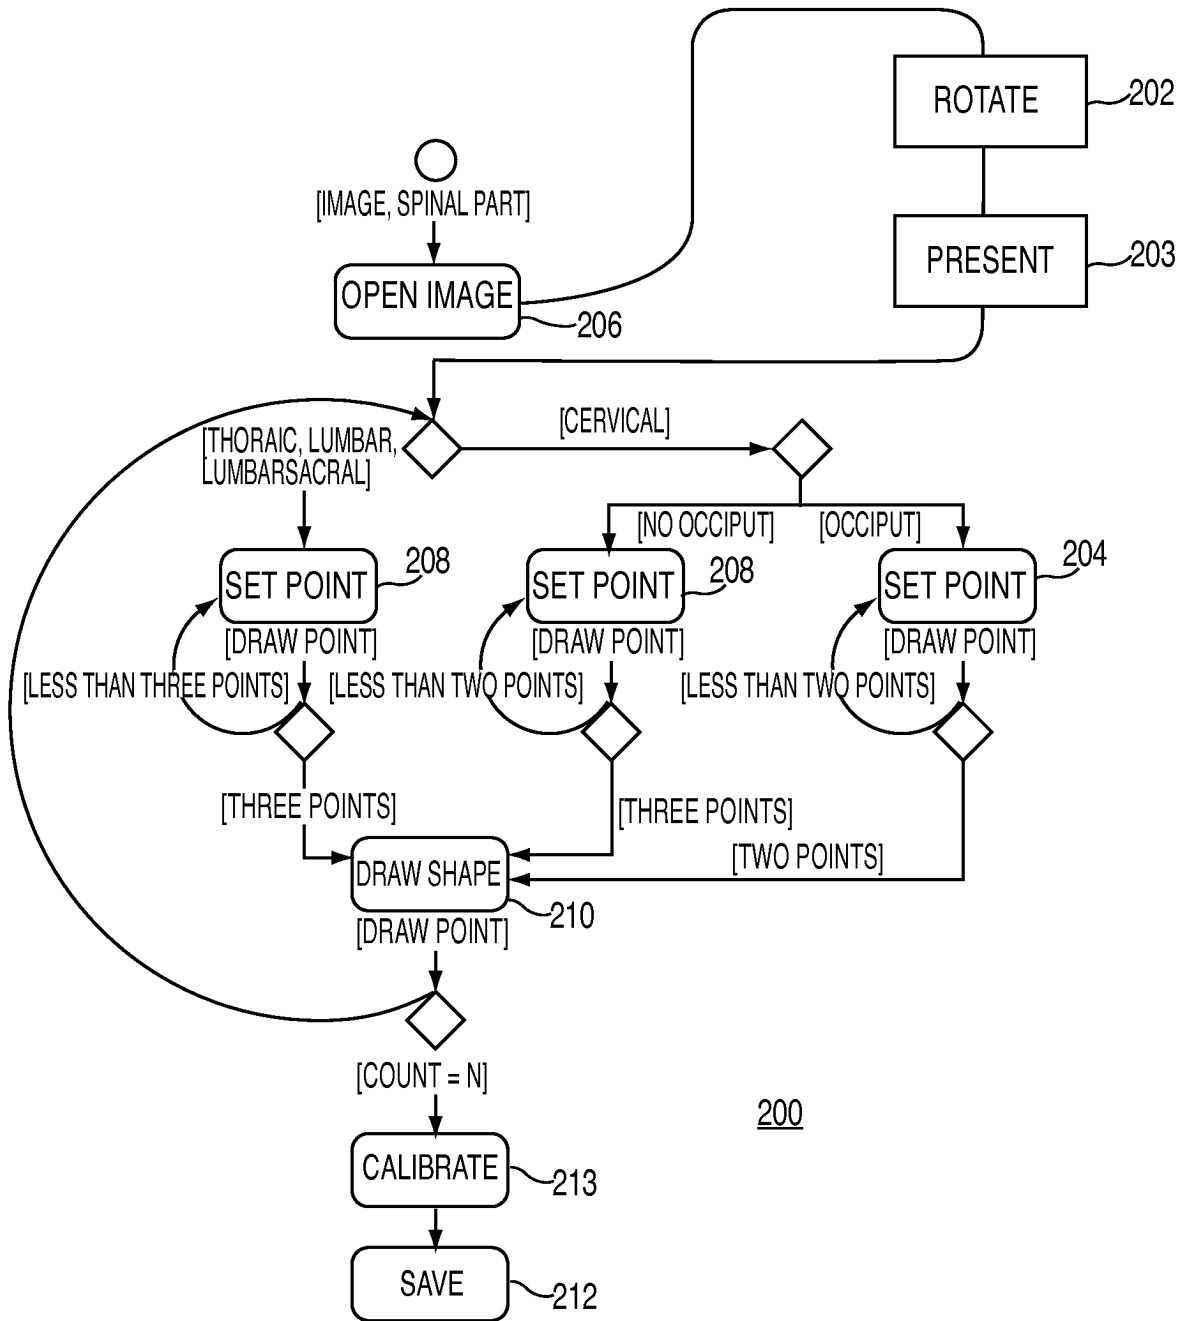 ROTATE
202
[IMAGE, SPINAL PART]
PRESENT
203
OPEN IMAGE
206
[CERVICAL]
[THORAIC, LUMBAR,
LUMBARSACRAL]
[NO OCCIPUT]
[OCCIPUT]
SET POINT
208
SET POINT
208
SET POINT
204
[DRAW POINT]
[DRAW POINT]
[DRAW POINT]
[LESS THAN THREE POINTS]
[LESS THAN TWO POINTS]
[LESS THAN TWO POINTS]
[THREE POINTS]
[THREE POINTS]
[TWO POINTS]
DRAW SHAPE
210
[DRAW POINT]
[COUNT = N]
200
CALIBRATE
213
SAVE
212